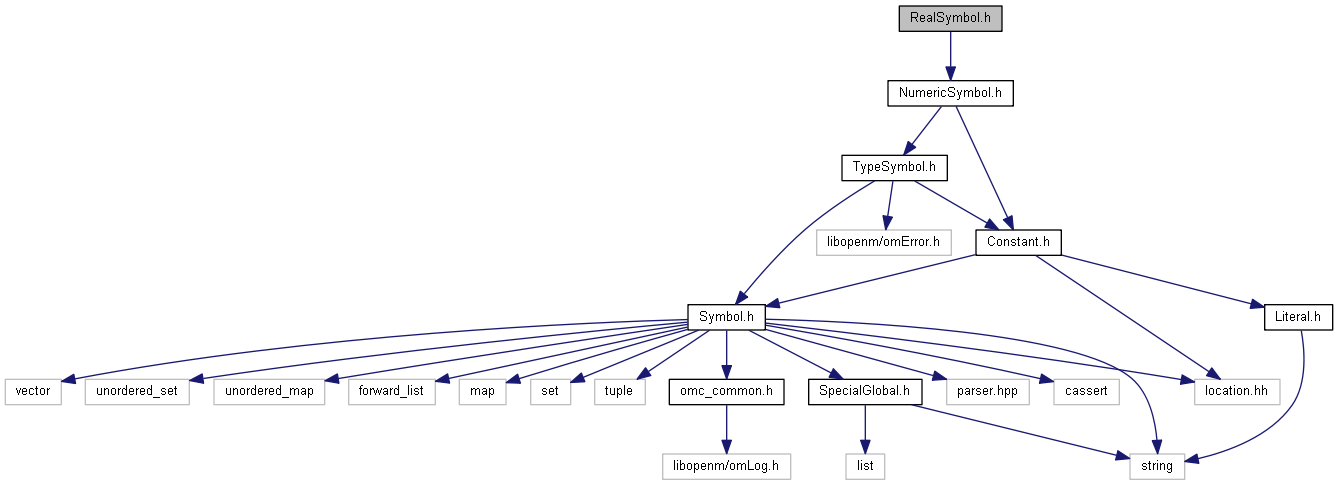 RealSymbol.h
NumericSymbol.h
TypeSymbol.h
libopenm/omError.h
Constant.h
Symbol.h
Literal.h
vector
unordered_set
unordered_map
forward_list
map
set
tuple
omc_common.h
SpecialGlobal.h
parser.hpp
cassert
location.hh
libopenm/omLog.h
list
string